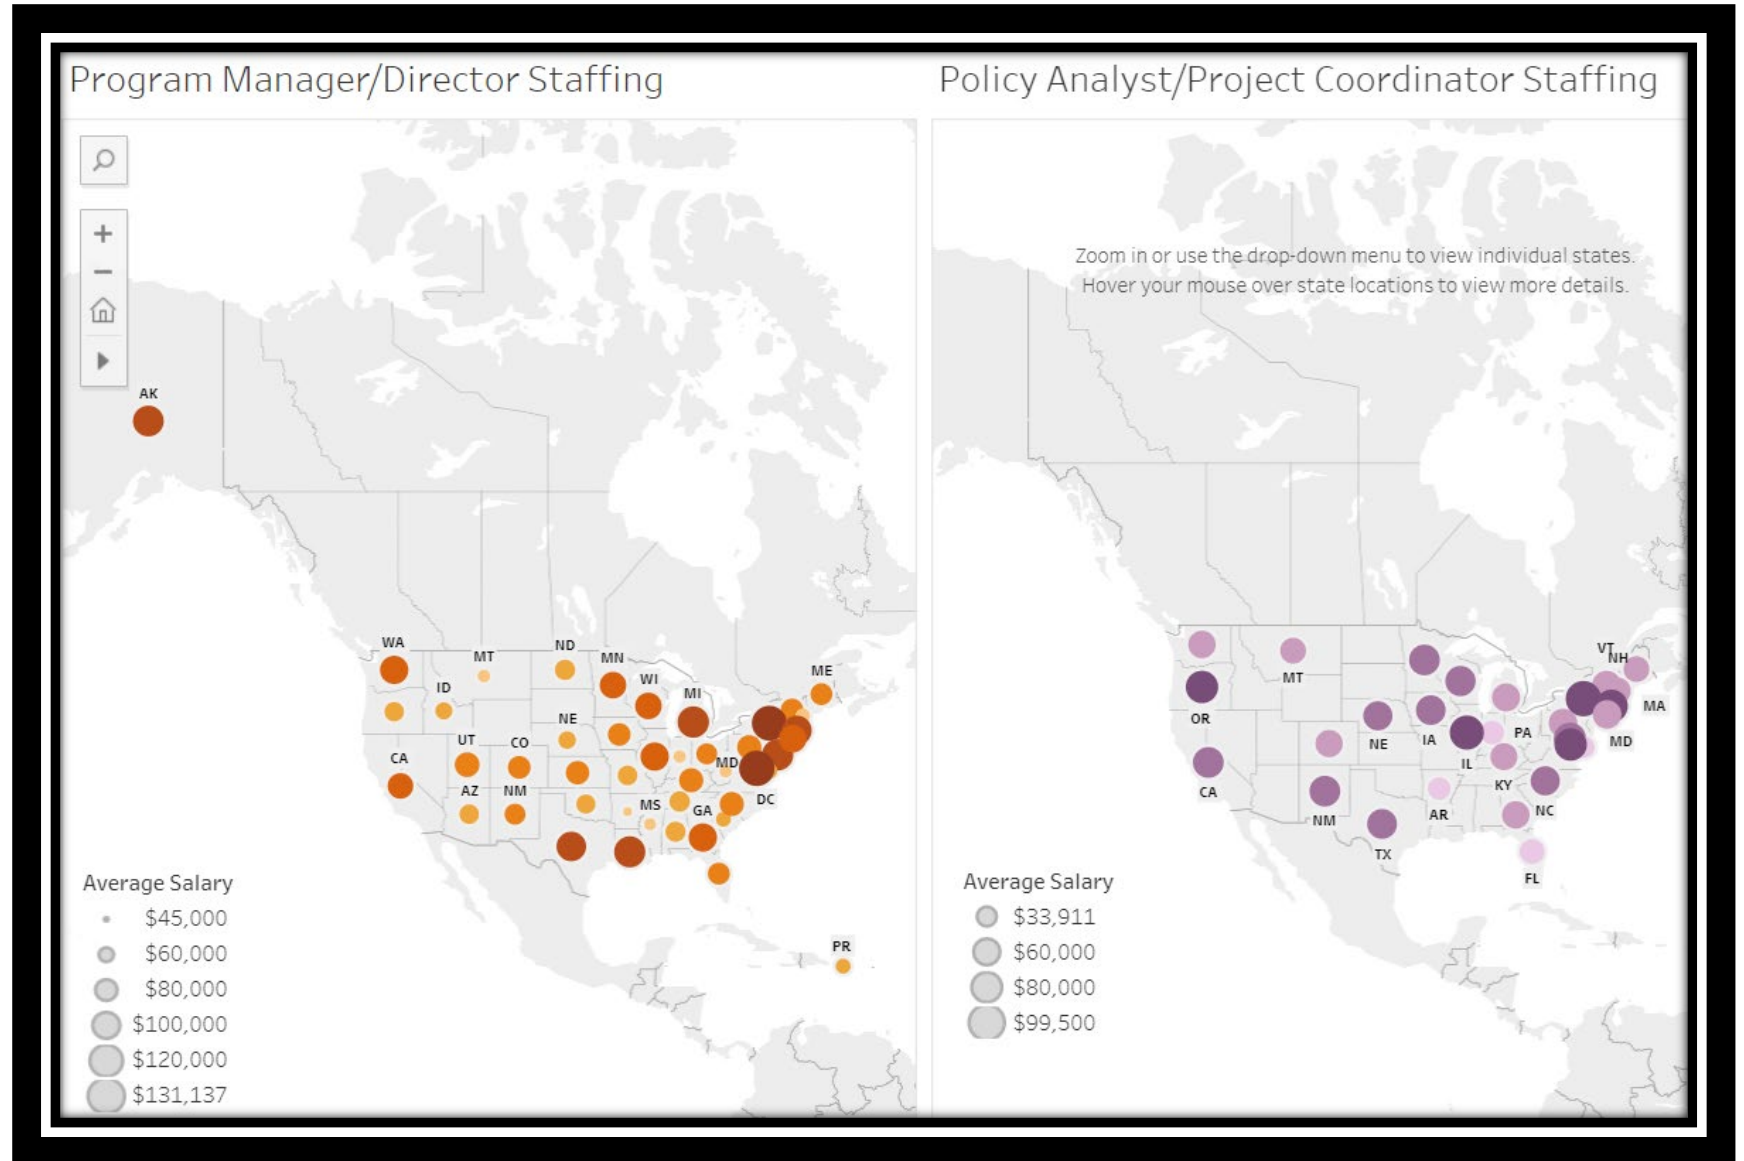 Program Manager/Director Staffing
AK
WA
MT
ND
MN
ID
WI
MI
ME
NE
UT
CO
CA
MD
AZ
NM
MS
GA
DC
PR
Average Salary
$45,000
$60,000
$80,000
$100,000
$120,000
$131,137
Policy Analyst/Project Coordinator Staffing
Zoom in or use the drop-down menu to view individual states.
Hover your mouse over state locations to view more details.
VT
NH
MT
MA
OR
NE
IA
PA
MD
IL
CA
KY
NM
AR
NC
TX
FL
Average Salary
$33,911
$60,000
$80,000
$99,500